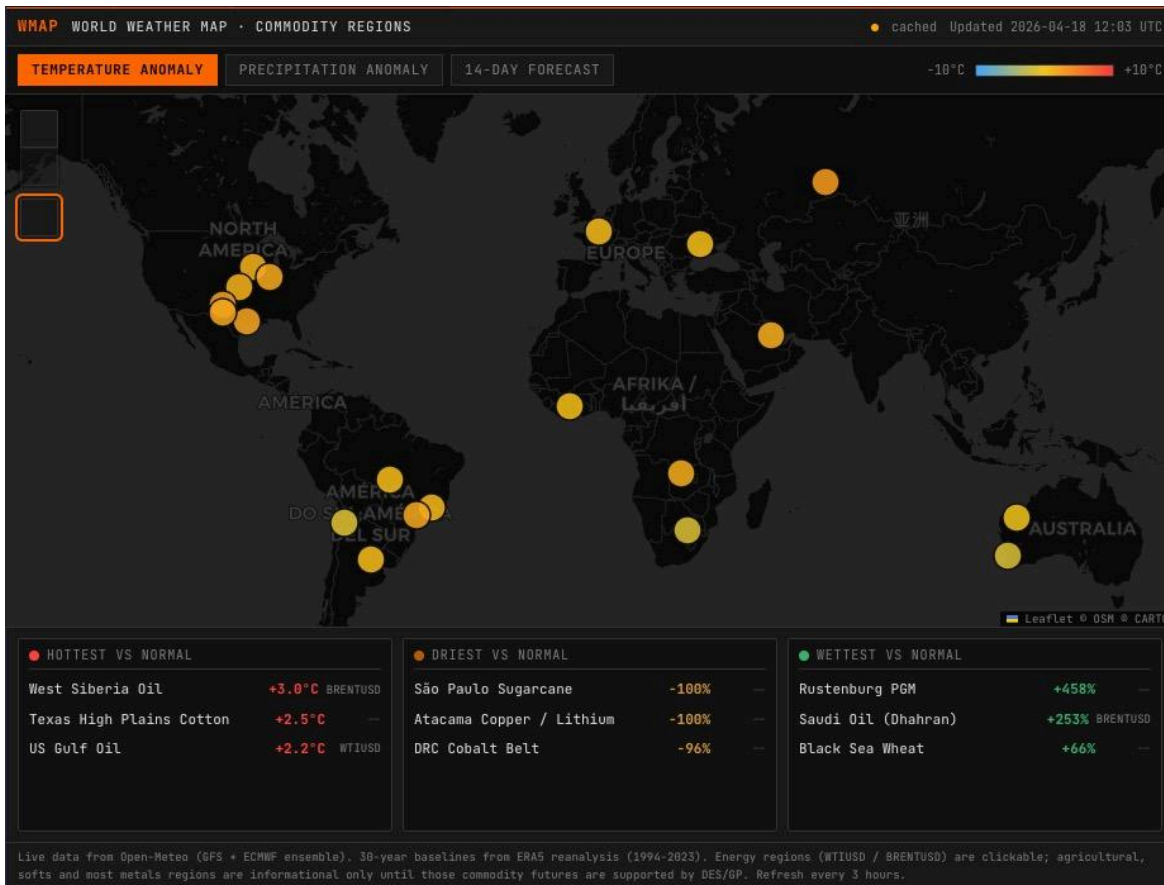 WMAP WORLD WEATHER MAP · COMMODITY REGIONS
cached Updated 2026-04-18 12:03 UTC
TEMPERATURE ANOMALY
PRECIPITATION ANOMALY
14-DAY FORECAST
-10°C
+10°C
NORTH
AMERICA
EUROPE
亚洲
AMÉRICA
AFRIKA /
أفريقيا
AMÉRICA
DEL SUR
AUSTRALIA
Leaflet © OSM © CART
HOTTEST VS NORMAL
West Siberia Oil +3.0°C BRENTUSD
Texas High Plains Cotton +2.5°C —
US Gulf Oil +2.2°C WTIUSD
DRIEST VS NORMAL
São Paulo Sugarcane -100% —
Atacama Copper / Lithium -100% —
DRC Cobalt Belt -96% —
WETTEST VS NORMAL
Rustenburg PGM +458% —
Saudi Oil (Dhahran) +253% BRENTUSD
Black Sea Wheat +66% —
Live data from Open-Meteo (GFS + ECMWF ensemble). 30-year baselines from ERA5 reanalysis (1994-2023). Energy regions (WTIUSD / BRENTUSD) are clickable; agricultural,
softs and most metals regions are informational only until those commodity futures are supported by DES/GP. Refresh every 3 hours.